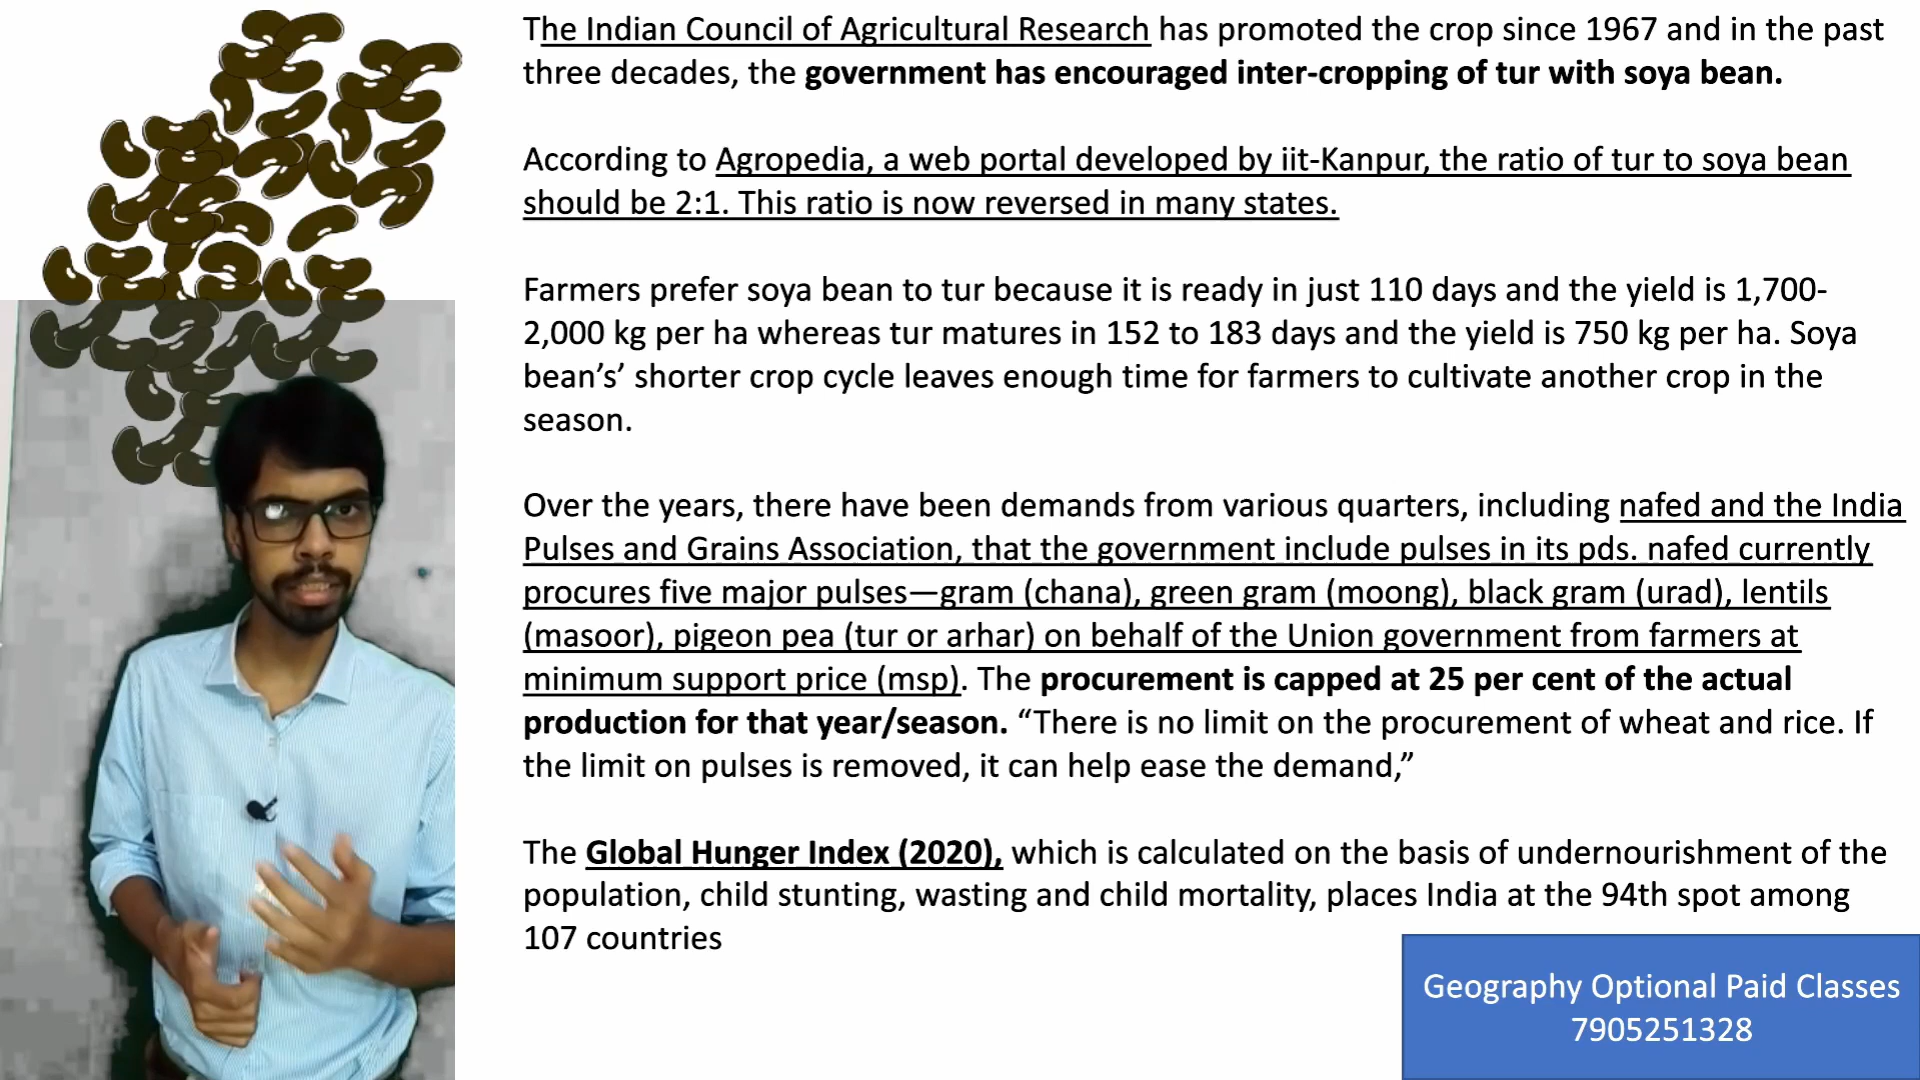 The Indian Council of Agricultural Research has promoted the crop since 1967 and in the past
three decades, the government has encouraged inter-cropping of tur with soya bean.
According to Agropedia, a web portal developed by iit-Kanpur, the ratio of tur to soya bean
should be 2:1. This ratio is now reversed in many states.
Farmers prefer soya bean to tur because it is ready in just 110 days and the yield is 1,700-
2,000 kg per ha whereas tur matures in 152 to 183 days and the yield is 750 kg per ha. Soya
bean’s’ shorter crop cycle leaves enough time for farmers to cultivate another crop in the
season.
Over the years, there have been demands from various quarters, including nafed and the India
Pulses and Grains Association, that the government include pulses in its pds. nafed currently
procures five major pulses—gram (chana), green gram (moong), black gram (urad), lentils
(masoor), pigeon pea (tur or arhar) on behalf of the Union government from farmers at
minimum support price (msp). The procurement is capped at 25 per cent of the actual
production for that year/season. “There is no limit on the procurement of wheat and rice. If
the limit on pulses is removed, it can help ease the demand,”
The Global Hunger Index (2020), which is calculated on the basis of undernourishment of the
population, child stunting, wasting and child mortality, places India at the 94th spot among
107 countries
Geography Optional Paid Classes
7905251328